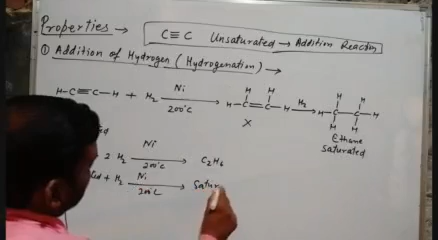 Properties →
C≡C Unsaturated → Addition Reaction
① Addition of Hydrogen (Hydrogenation) →
H-C≡C-H + H₂ Ni 200°C → H-C=C-H H H H₂ → H-C-C-H H H H H
X Ethane
saturated
2 H₂ Ni 200°C → C₂H₆
+ H₂ Ni 200°C → Satur